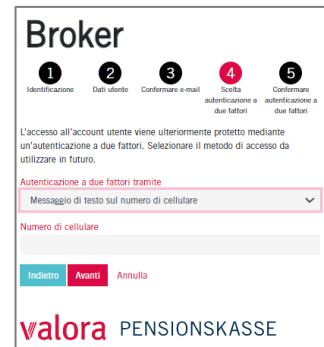 Broker
1 2 3 4 5
Identificazione Dati utente Confermare e-mail Scelta autenticazione a due fattori Confermare autenticazione a due fattori
L'accesso all'account utente viene ulteriormente protetto mediante
un'autenticazione a due fattori. Selezionare il metodo di accesso da
utilizzare in futuro.
Autenticazione a due fattori tramite
Messaggio di testo sul numero di cellulare
Numero di cellulare
Indietro Avanti Annulla
valora PENSIONSKASSE